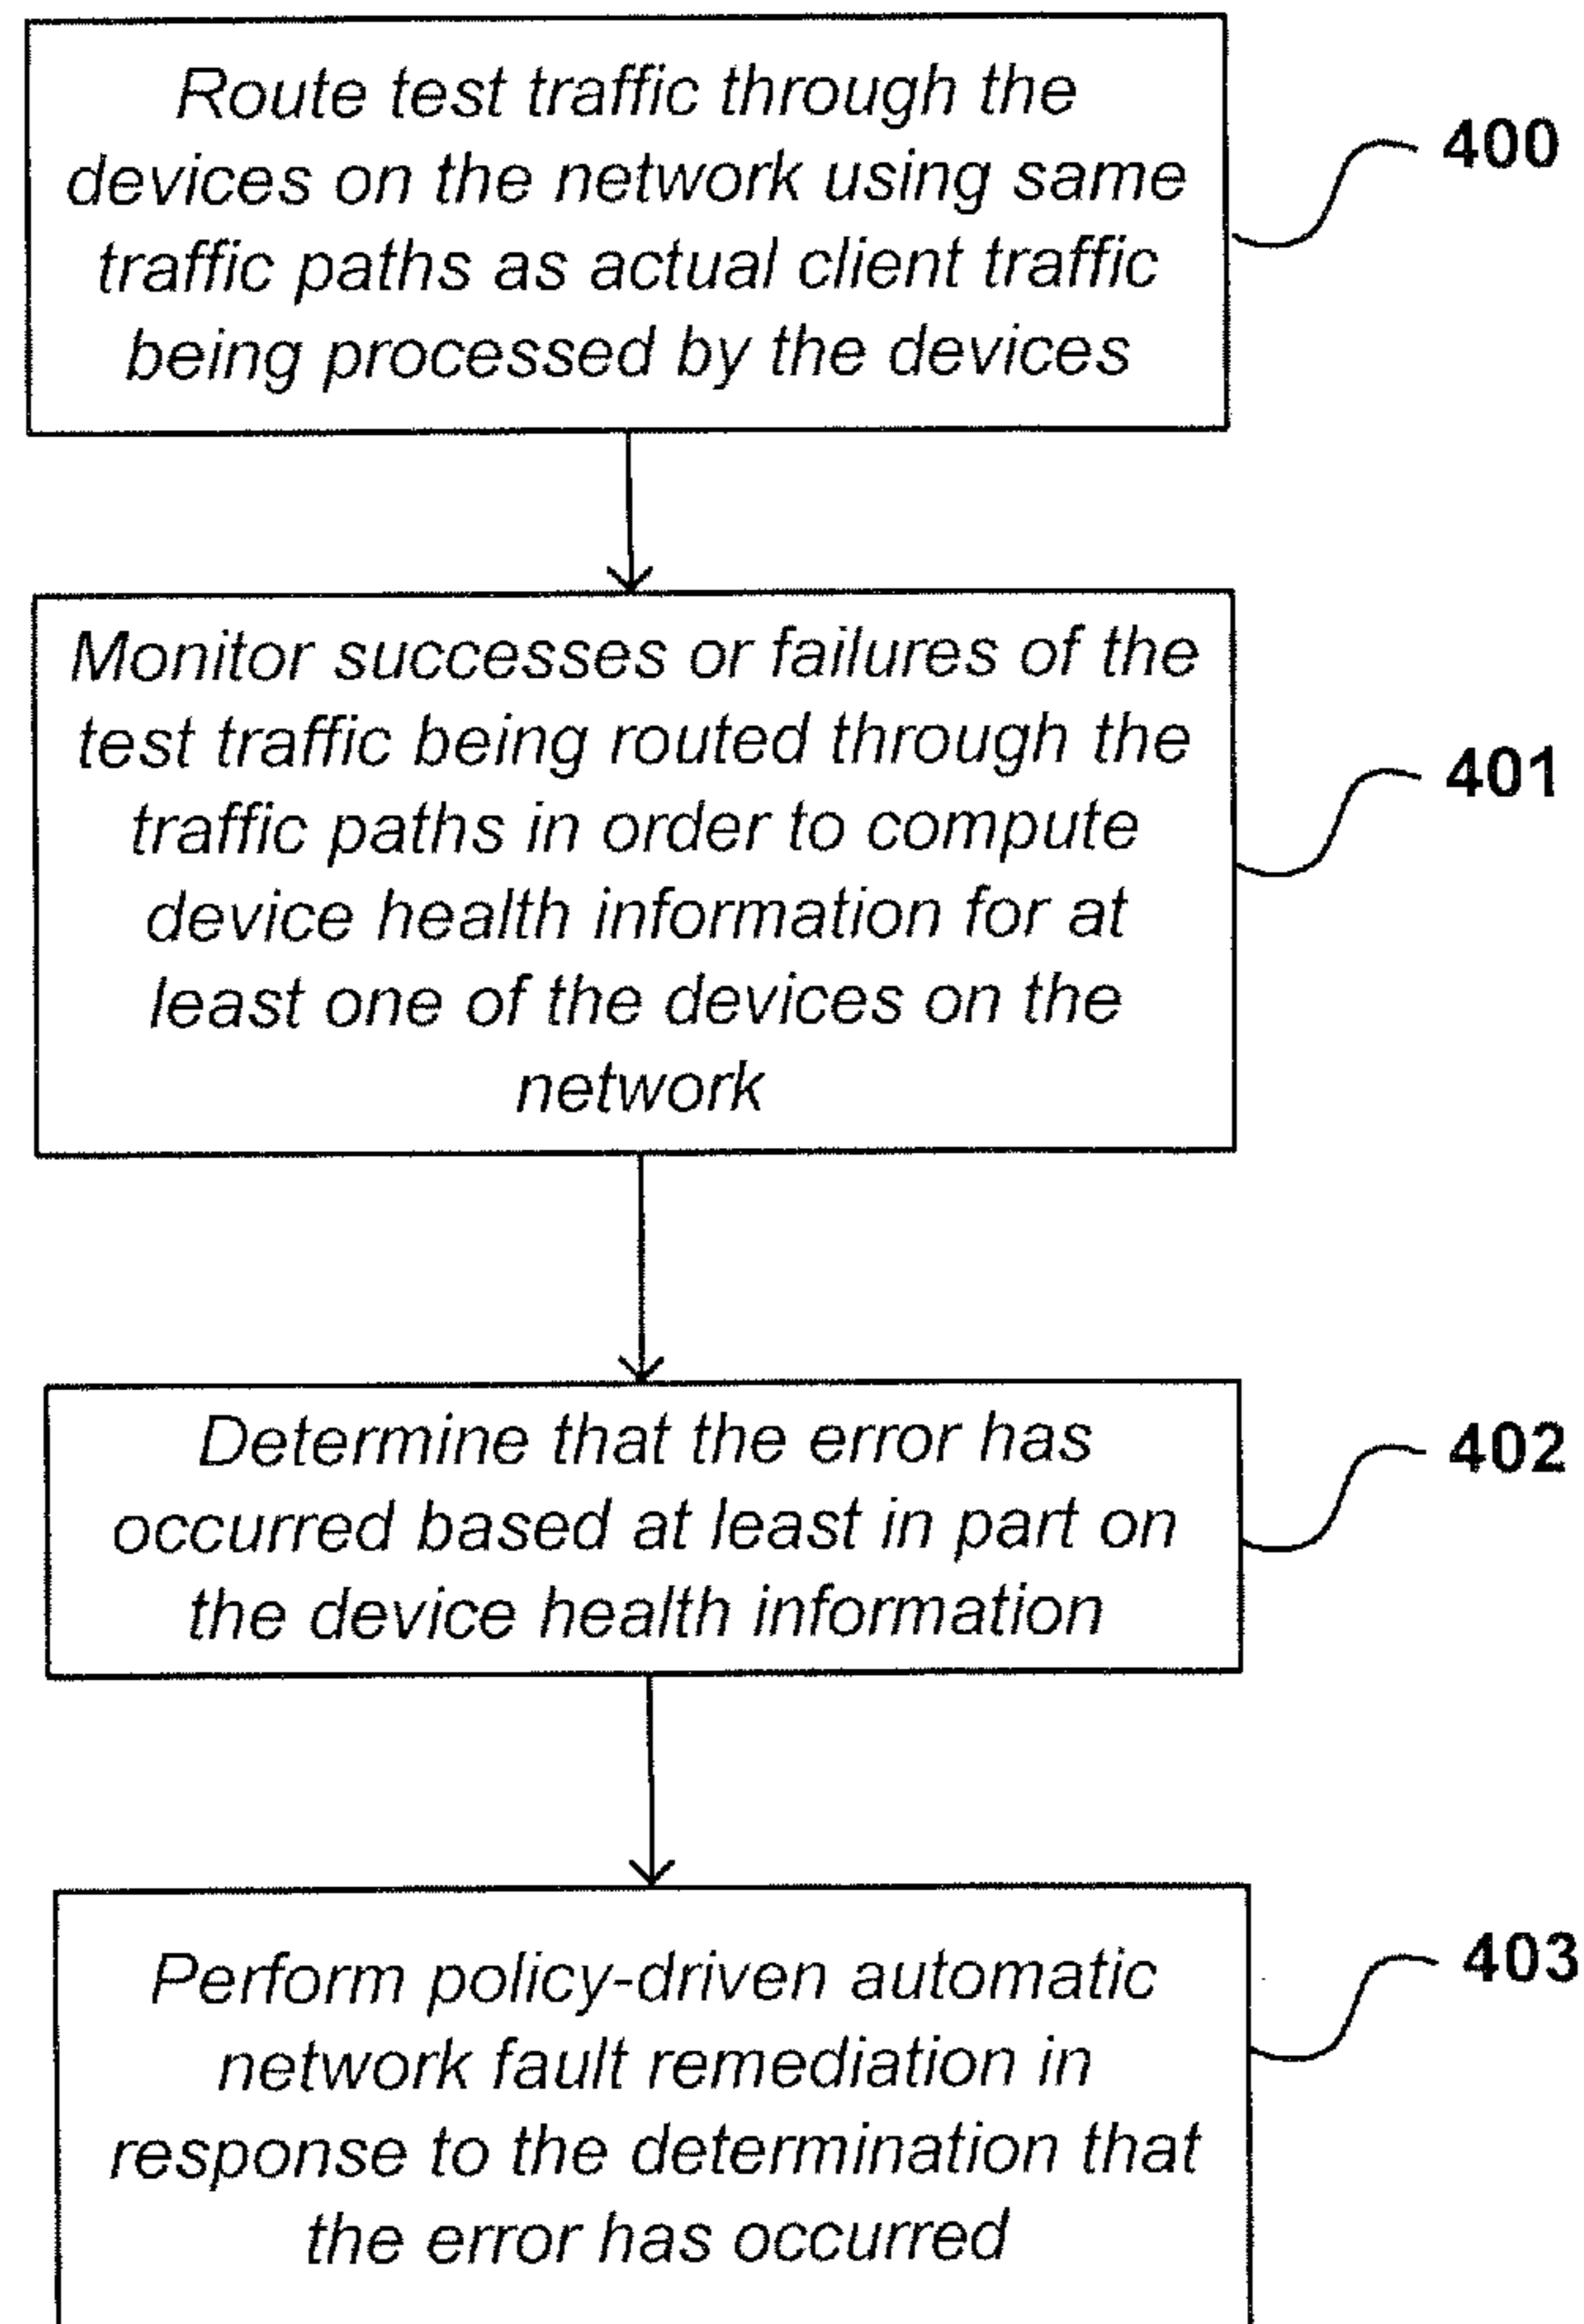 Route test traffic through the
devices on the network using same
traffic paths as actual client traffic
being processed by the devices
400
Monitor successes or failures of the
test traffic being routed through the
traffic paths in order to compute
device health information for at
least one of the devices on the
network
401
Determine that the error has
occurred based at least in part on
the device health information
402
Perform policy-driven automatic
network fault remediation in
response to the determination that
the error has occurred
403